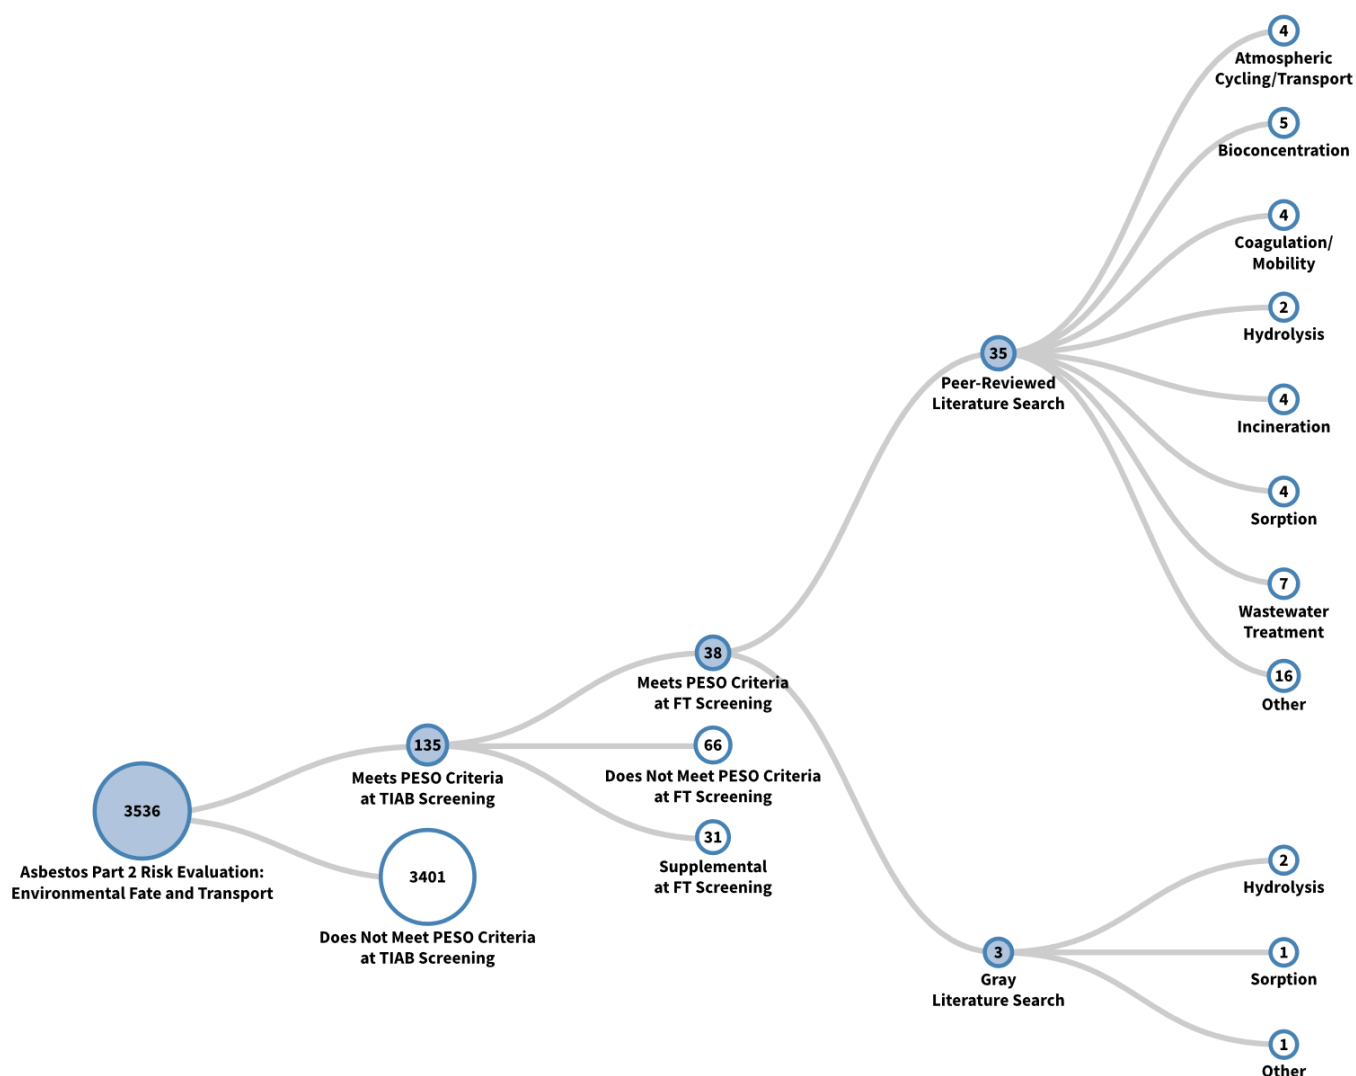 4
Atmospheric
Cycling/Transport
5
Bioconcentration
4
Coagulation/
Mobility
2
Hydrolysis
35
Peer-Reviewed
Literature Search
4
Incineration
4
Sorption
7
Wastewater
Treatment
16
Other
38
Meets PESO Criteria
at FT Screening
135
Meets PESO Criteria
at TIAB Screening
66
Does Not Meet PESO Criteria
at FT Screening
3536
Asbestos Part 2 Risk Evaluation:
Environmental Fate and Transport
31
Supplemental
at FT Screening
3401
Does Not Meet PESO Criteria
at TIAB Screening
2
Hydrolysis
3
Gray
Literature Search
1
Sorption
1
Other